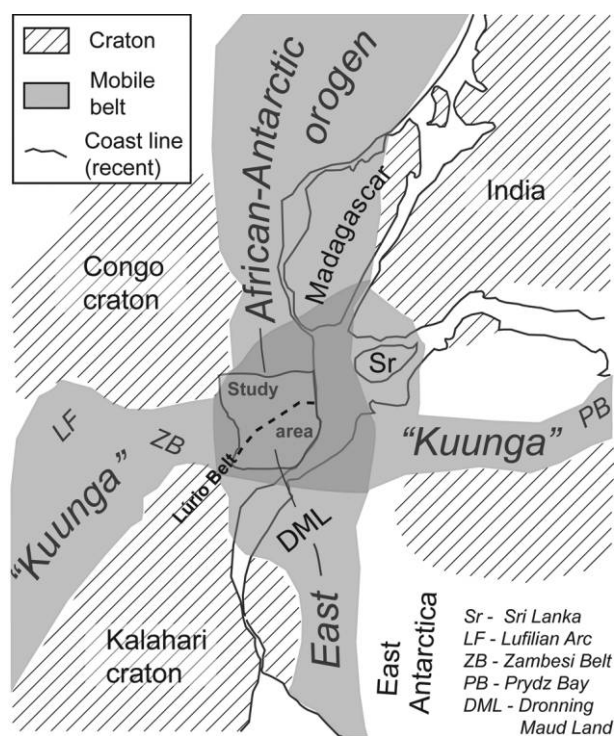 Craton
Mobile
belt
Coast line
(recent)
African-Antarctic
orogen
Madagascar
India
Congo
craton
Sr
Study
area
LF
ZB
Lúrio Belt
"Kuunga"
"Kuunga"
PB
DML
East
Kalahari
craton
East
Antarctica
Sr - Sri Lanka
LF - Lufilian Arc
ZB - Zambesi Belt
PB - Prydz Bay
DML - Dronning
Maud Land